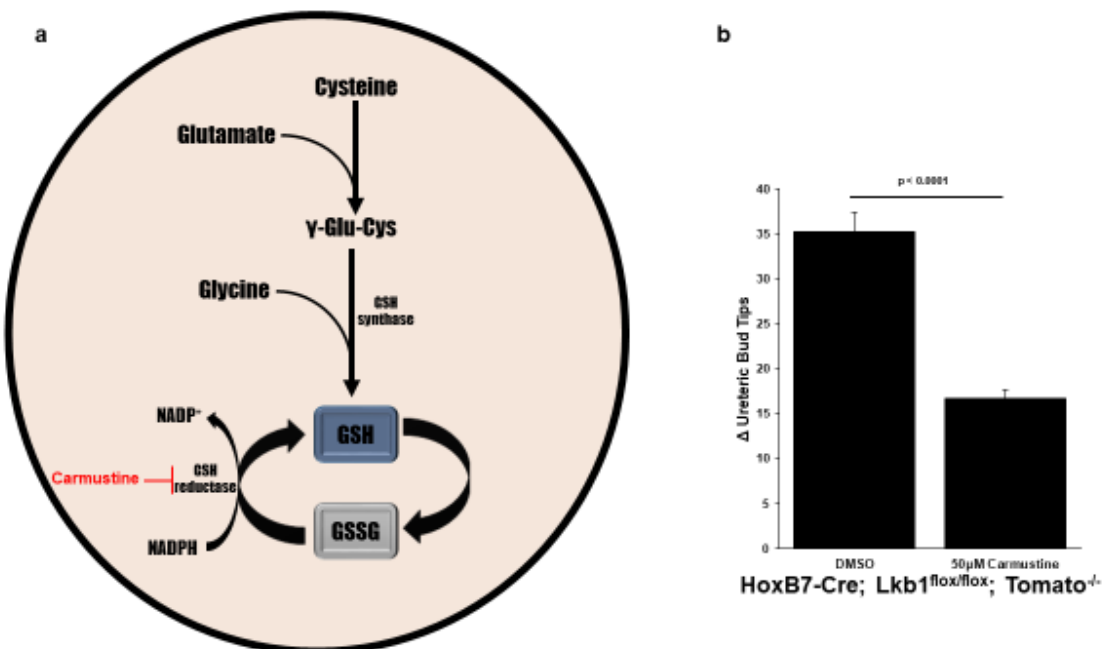 a
Cysteine
Glutamate
γ-Glu-Cys
Glycine
GSH
synthase
NADP⁺
GSH
Carmustine
GSH
reductase
GSSG
NADPH
b
p < 0.0001
40
35
30
25
20
15
10
5
0
Δ Ureteric Bud Tips
DMSO
50µM Carmustine
HoxB7-Cre; Lkb1flox/flox; Tomato-/-